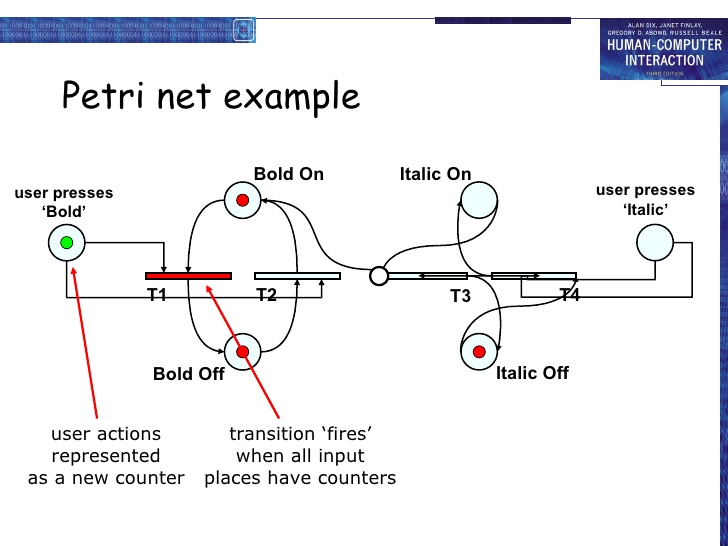 ALAN DIX, JANET FINLAY,
GREGORY D. ABOWD, RUSSELL BEALE
HUMAN-COMPUTER
INTERACTION
THIRD EDITION
Petri net example
Bold On
Italic On
user presses
‘Bold’
user presses
‘Italic’
T1
T2
T3
T4
Bold Off
Italic Off
user actions
represented
as a new counter
transition ‘fires’
when all input
places have counters